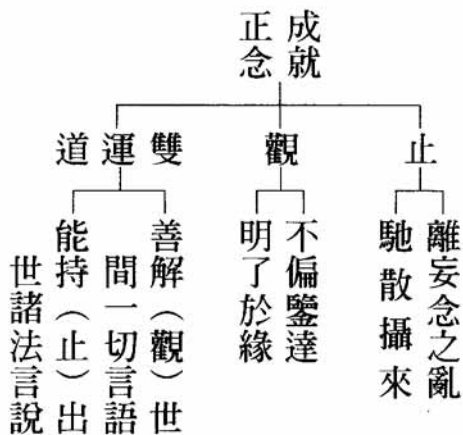 成就
正念
止
離妄念之亂
馳散攝來
觀
不偏鑒達
明了於緣
雙運道
善解（觀）世
間一切言語
能持（止）出
世諸法言說